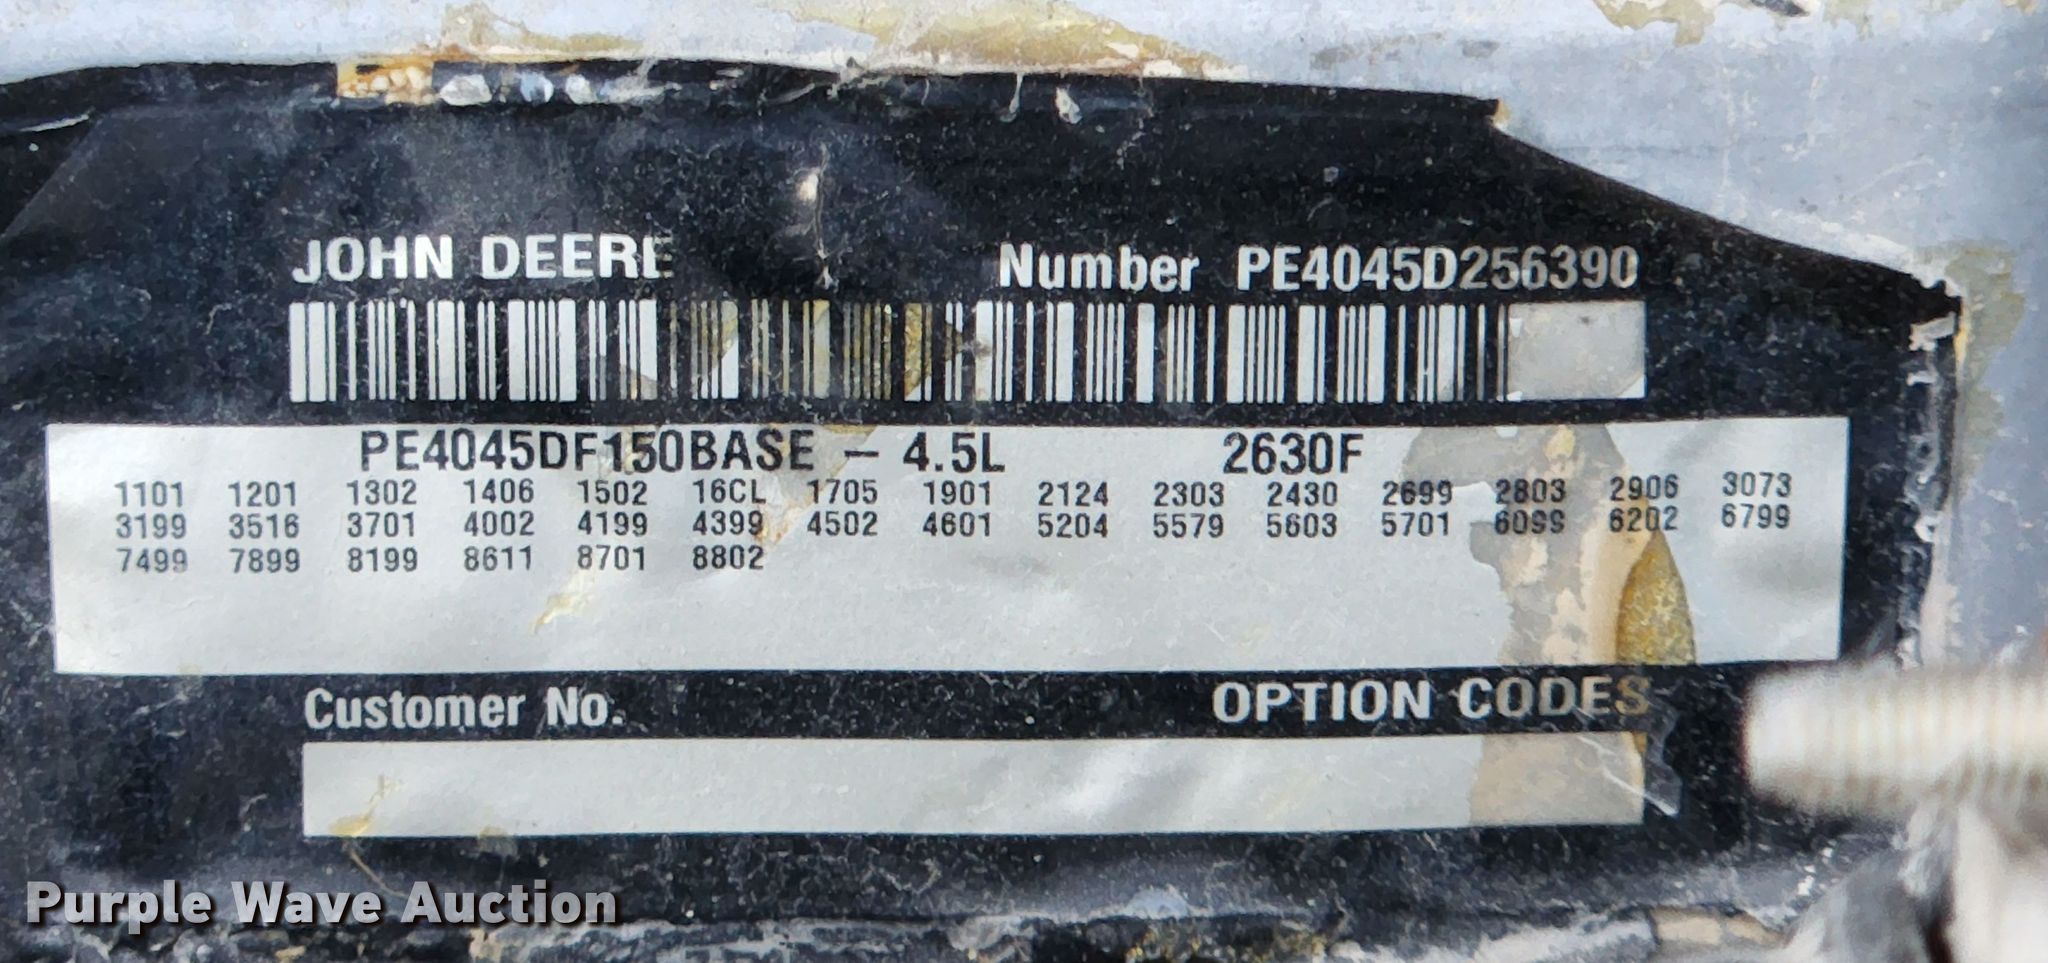 JOHN DEERE
Number PE4045D256390
PE4045DF150BASE – 4.5L 2630F
1101 1201 1302 1406 1502 16CL 1705 1901 2124 2303 2430 2699 2803 2906 3073
3199 3516 3701 4002 4199 4399 4502 4601 5204 5579 5603 5701 6099 6202 6799
7499 7899 8199 8611 8701 8802
Customer No.
OPTION CODES
Purple Wave Auction